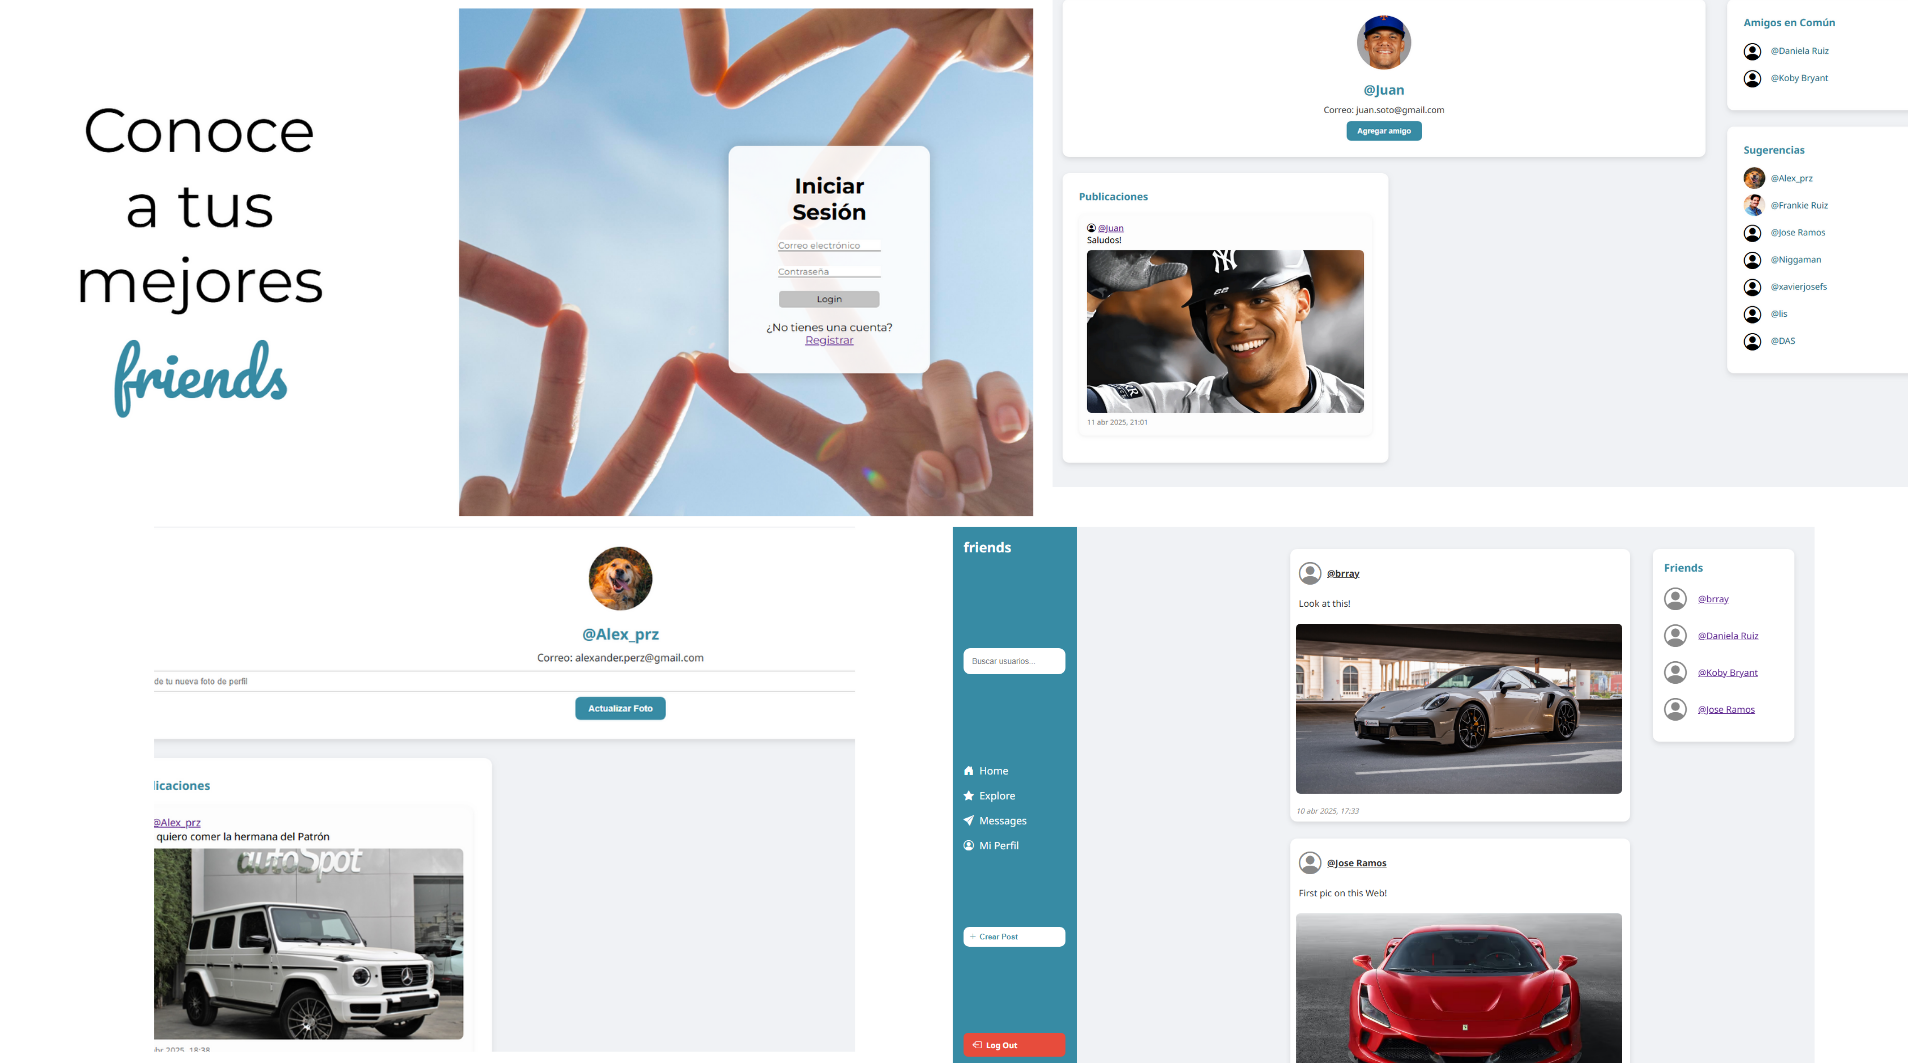 Conoce
a tus
mejores
friends
Iniciar
Sesión
Correo electrónico
Contraseña
Login
¿No tienes una cuenta?
Registrar
@Juan
Correo: juan.soto@gmail.com
Agregar amigo
Publicaciones
@Juan
Saludos!
NY
11 abr 2025, 21:01
Amigos en Común
@Daniela Ruiz
@Koby Bryant
Sugerencias
@Alex_prz
@Frankie Ruiz
@Jose Ramos
@Niggaman
@xavierjosefs
@lis
@DAS
@Alex_prz
Correo: alexander.perz@gmail.com
de tu nueva foto de perfil
Actualizar Foto
licaciones
@Alex_prz
quiero comer la hermana del Patrón
autoSpot
abr 2025, 18:38
friends
Buscar usuarios...
Home
Explore
Messages
Mi Perfil
+ Crear Post
Log Out
@brray
Look at this!
10 abr 2025, 17:33
@Jose Ramos
First pic on this Web!
Friends
@brray
@Daniela Ruiz
@Koby Bryant
@Jose Ramos